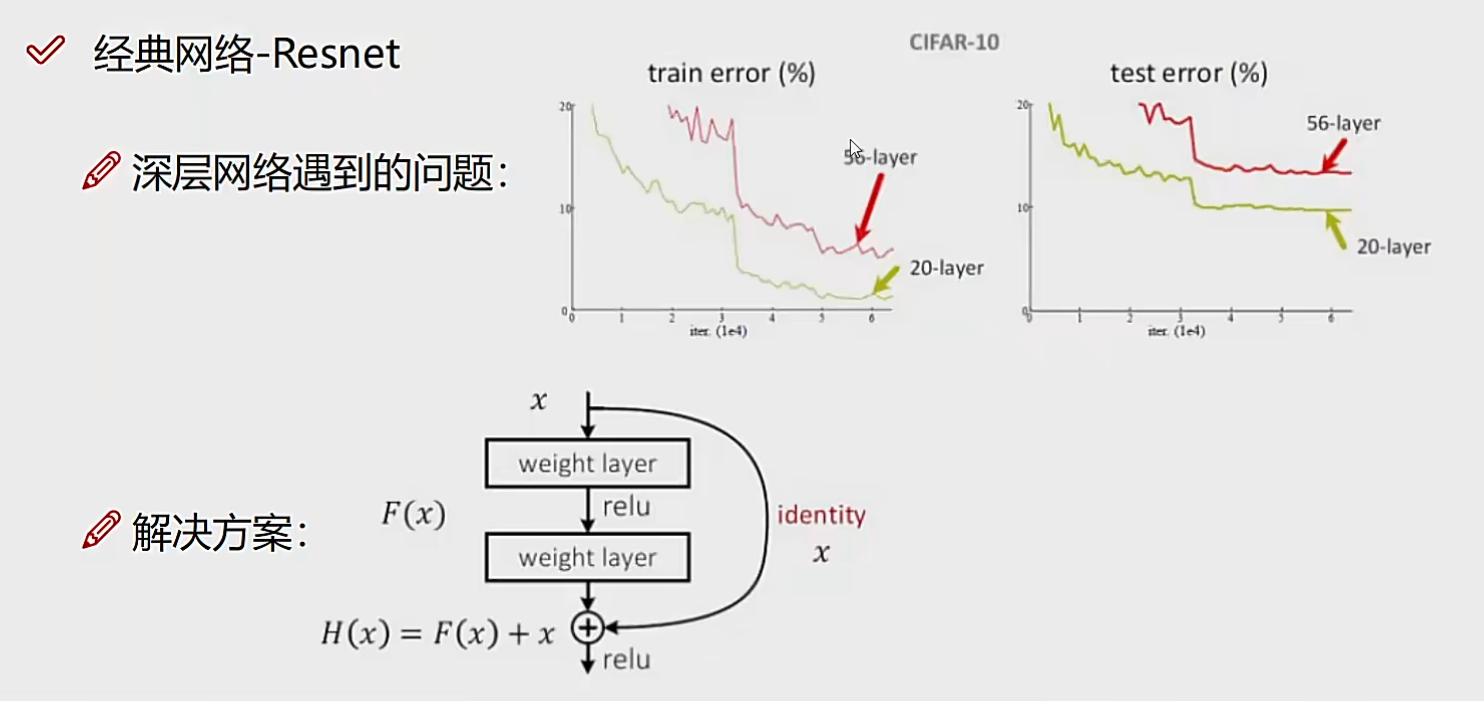 经典网络-Resnet
CIFAR-10
train error (%)
test error (%)
20
10
0
0 1 2 3 4 5 6
iter. (1e4)
56-layer
20-layer
20
10
0
0 1 2 3 4 5 6
iter. (1e4)
56-layer
20-layer
深层网络遇到的问题：
解决方案：
x
weight layer
F(x)
relu
identity
x
weight layer
H(x) = F(x) + x
+
relu